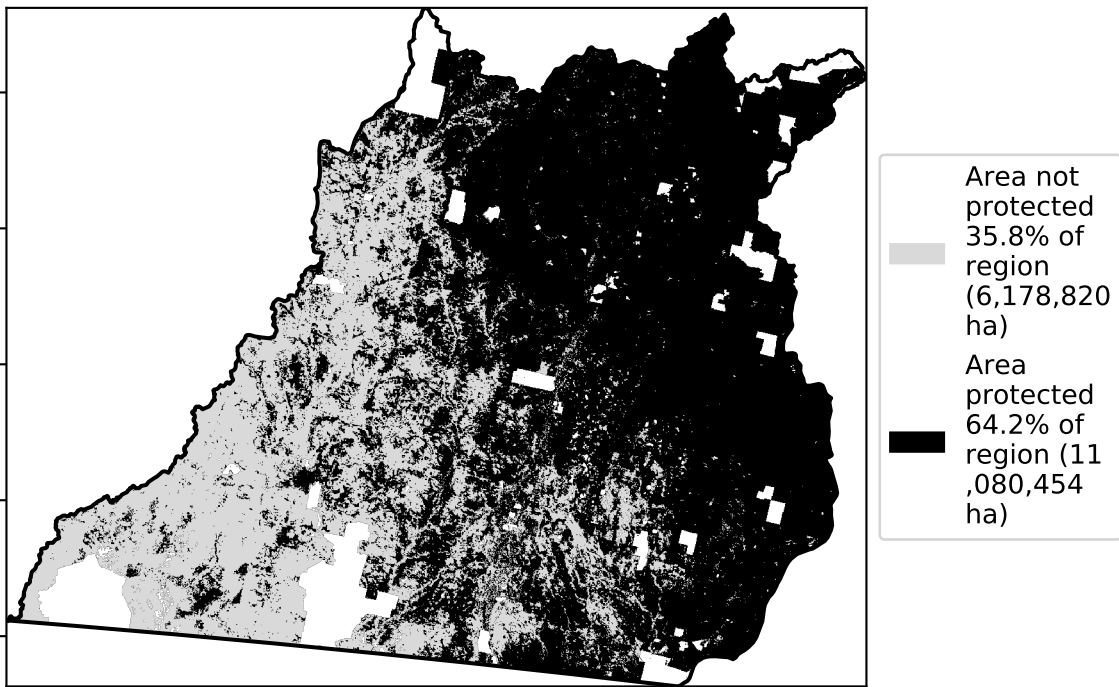 Area not
protected
35.8% of
region
(6,178,820
ha)
Area
protected
64.2% of
region (11
,080,454
ha)